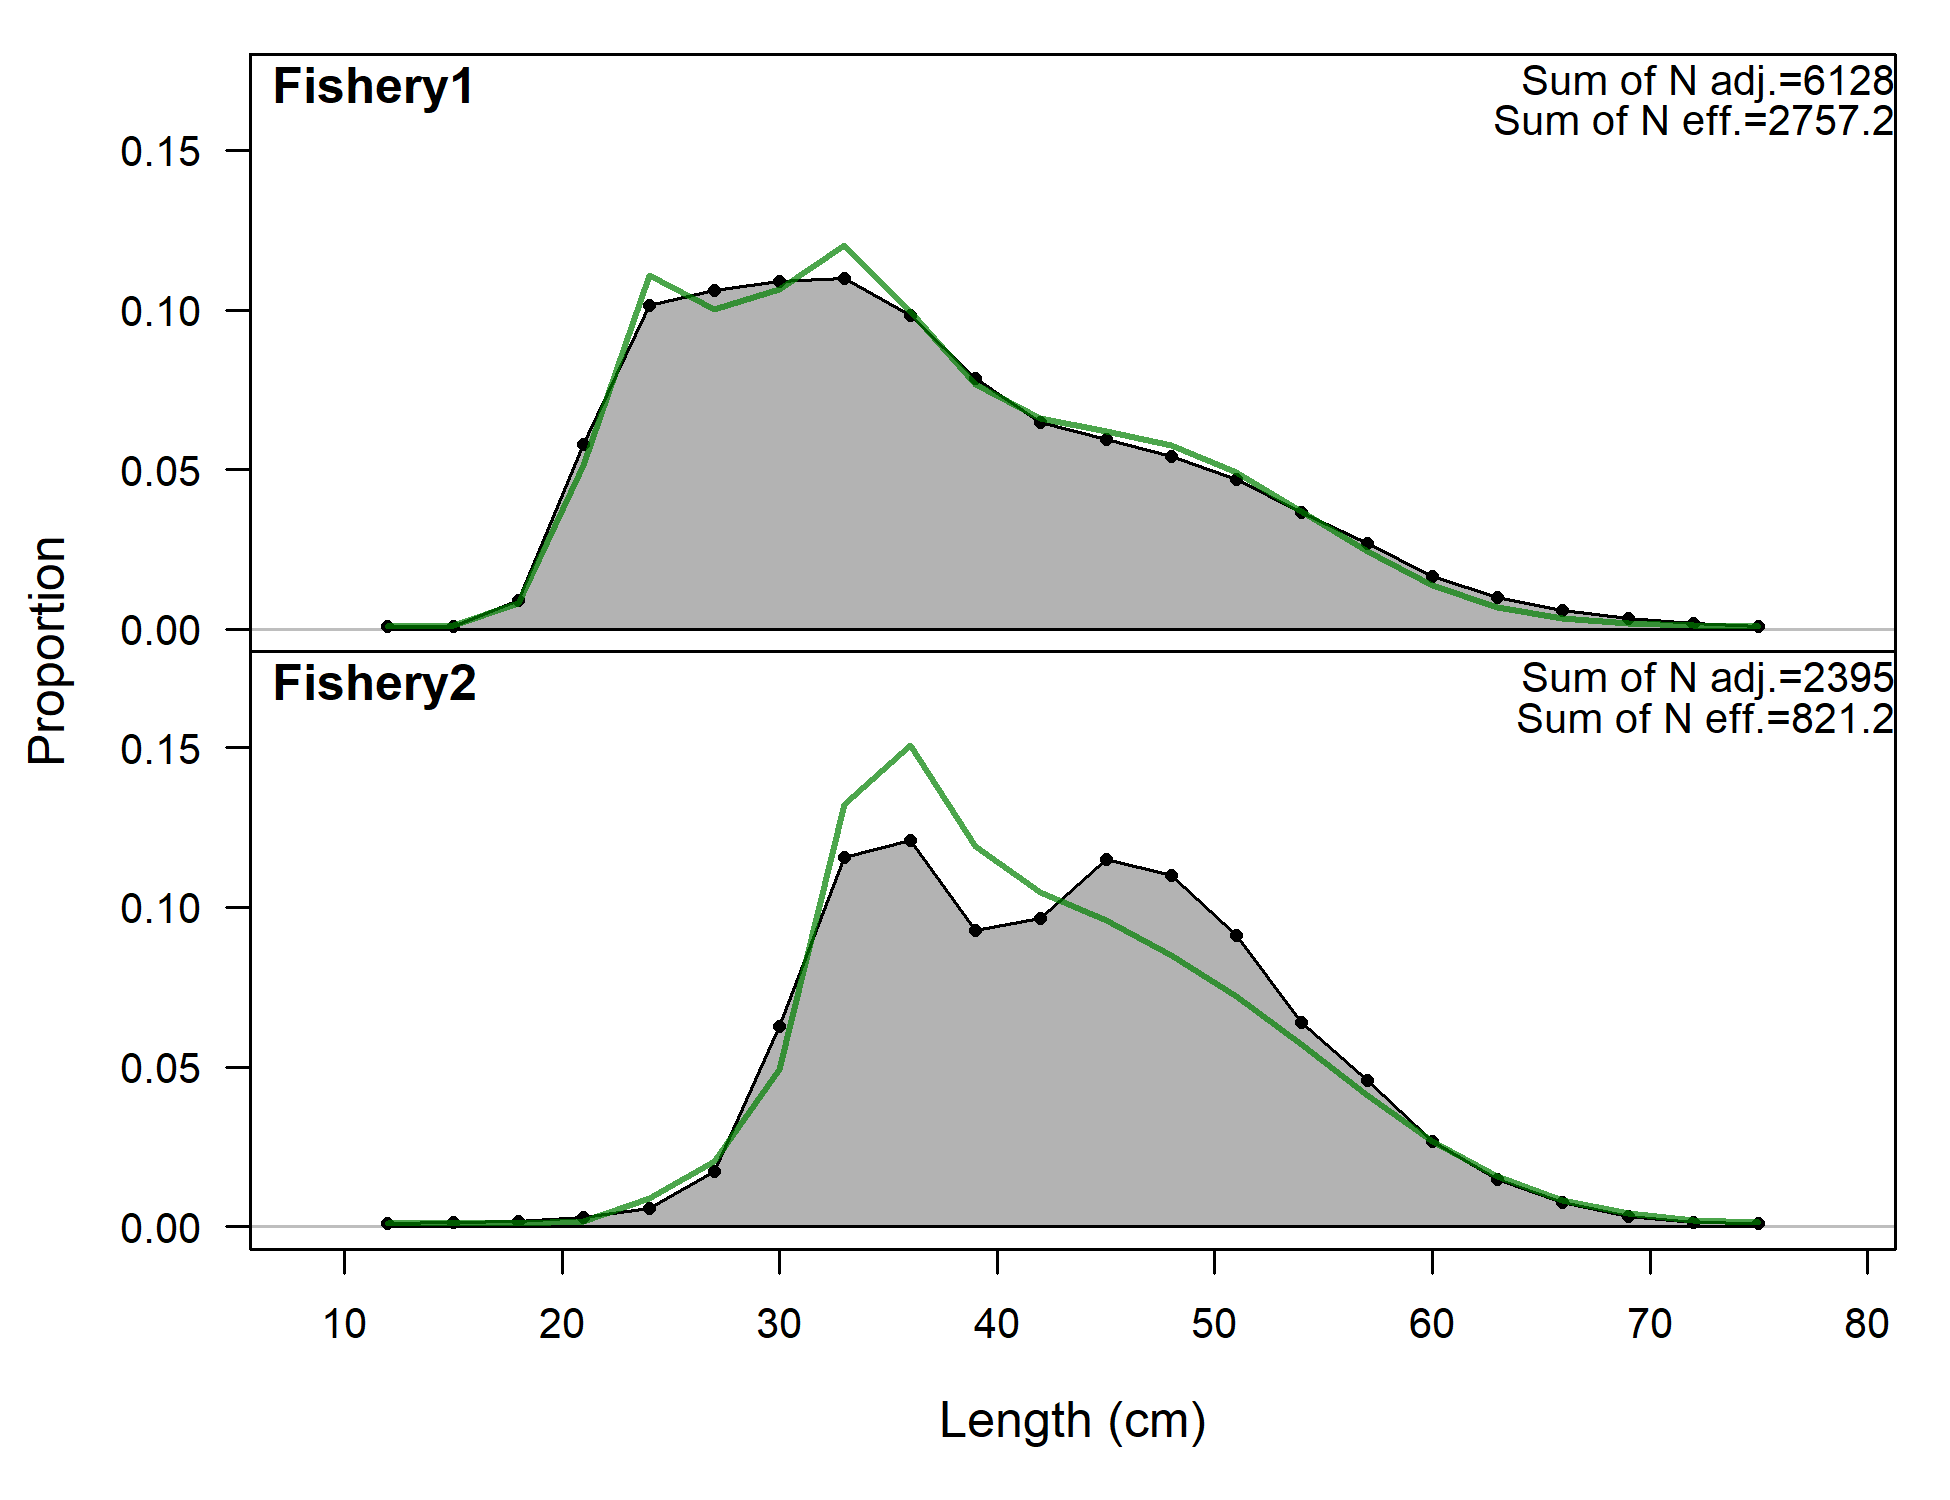 Fishery1
Sum of N adj.=6128
Sum of N eff.=2757.2
0.15
0.10
0.05
0.00
Fishery2
Sum of N adj.=2395
Sum of N eff.=821.2
0.15
0.10
0.05
0.00
Proportion
10 20 30 40 50 60 70 80
Length (cm)